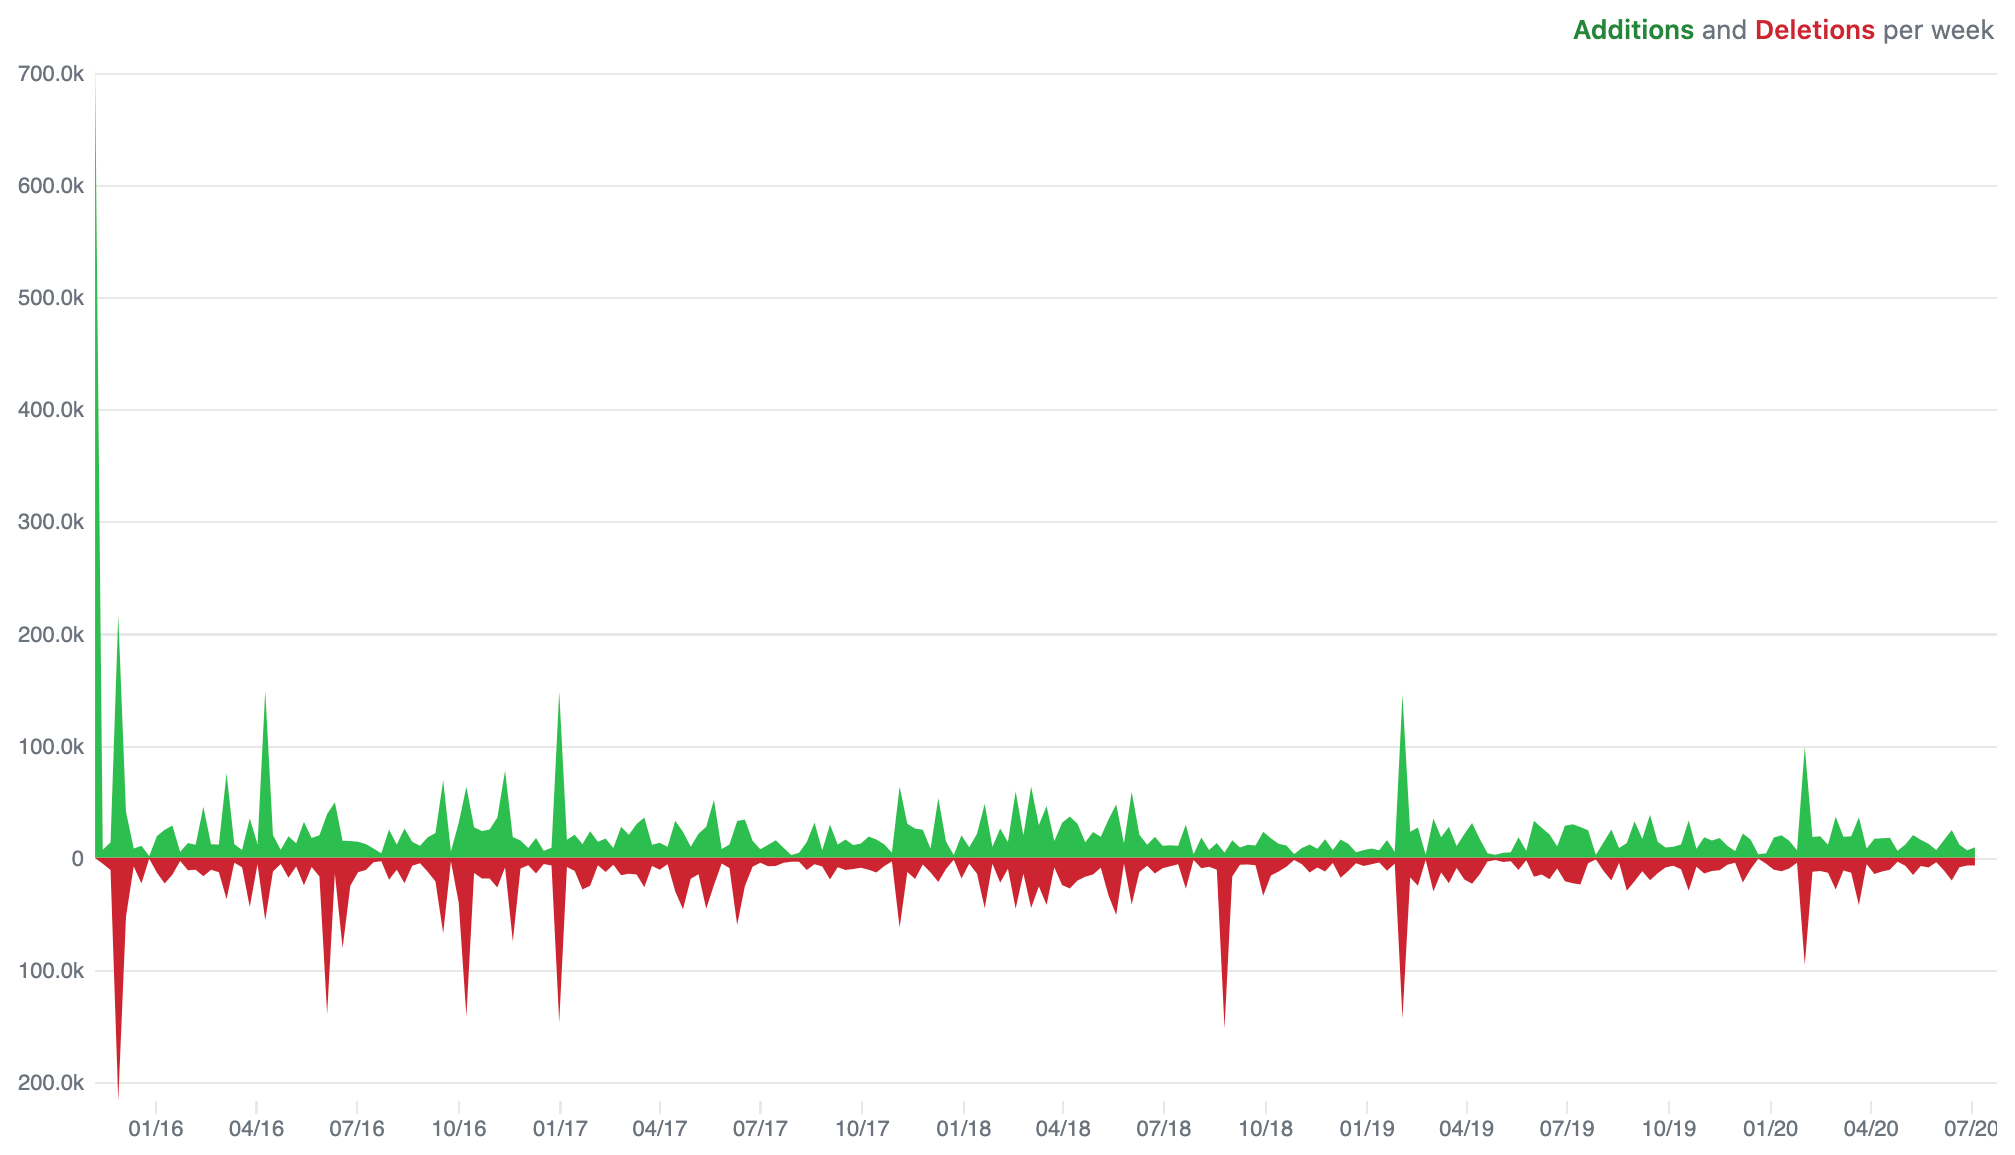 Additions and Deletions per week
700.0k
600.0k
500.0k
400.0k
300.0k
200.0k
100.0k
0
100.0k
200.0k
01/16 04/16 07/16 10/16 01/17 04/17 07/17 10/17 01/18 04/18 07/18 10/18 01/19 04/19 07/19 10/19 01/20 04/20 07/20